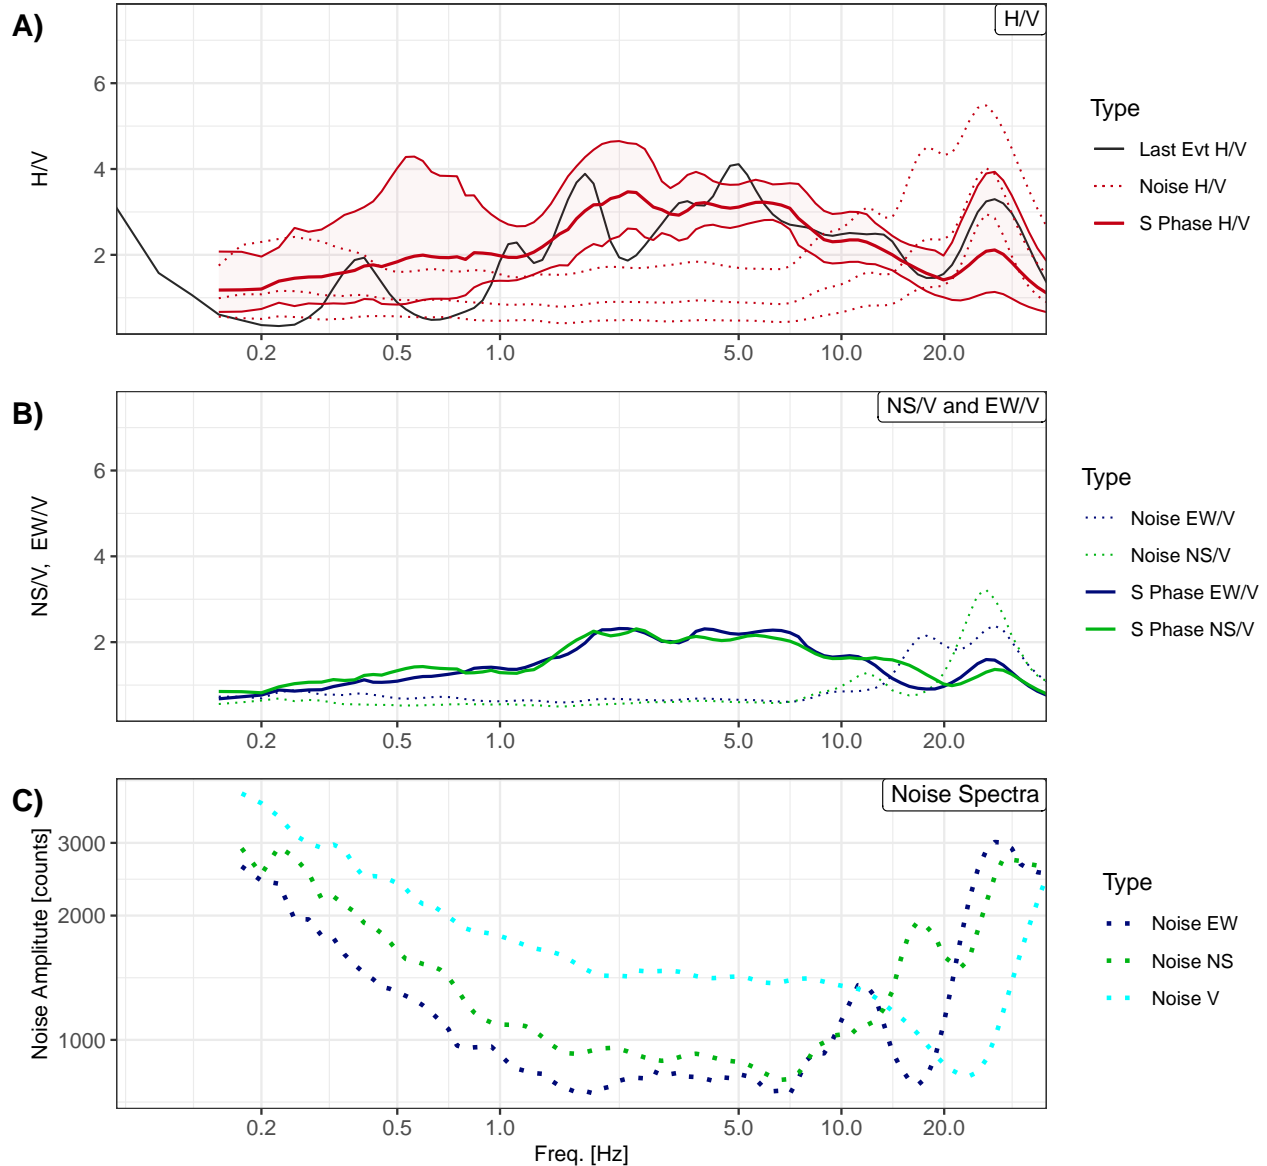 A)
H/V
6
4
2
H/V
0.2 0.5 1.0 5.0 10.0 20.0
Type
Last Evt H/V
Noise H/V
S Phase H/V
B)
NS/V and EW/V
6
4
2
NS/V, EW/V
0.2 0.5 1.0 5.0 10.0 20.0
Type
Noise EW/V
Noise NS/V
S Phase EW/V
S Phase NS/V
C)
Noise Spectra
3000
2000
1000
Noise Amplitute [counts]
0.2 0.5 1.0 5.0 10.0 20.0
Freq. [Hz]
Type
Noise EW
Noise NS
Noise V